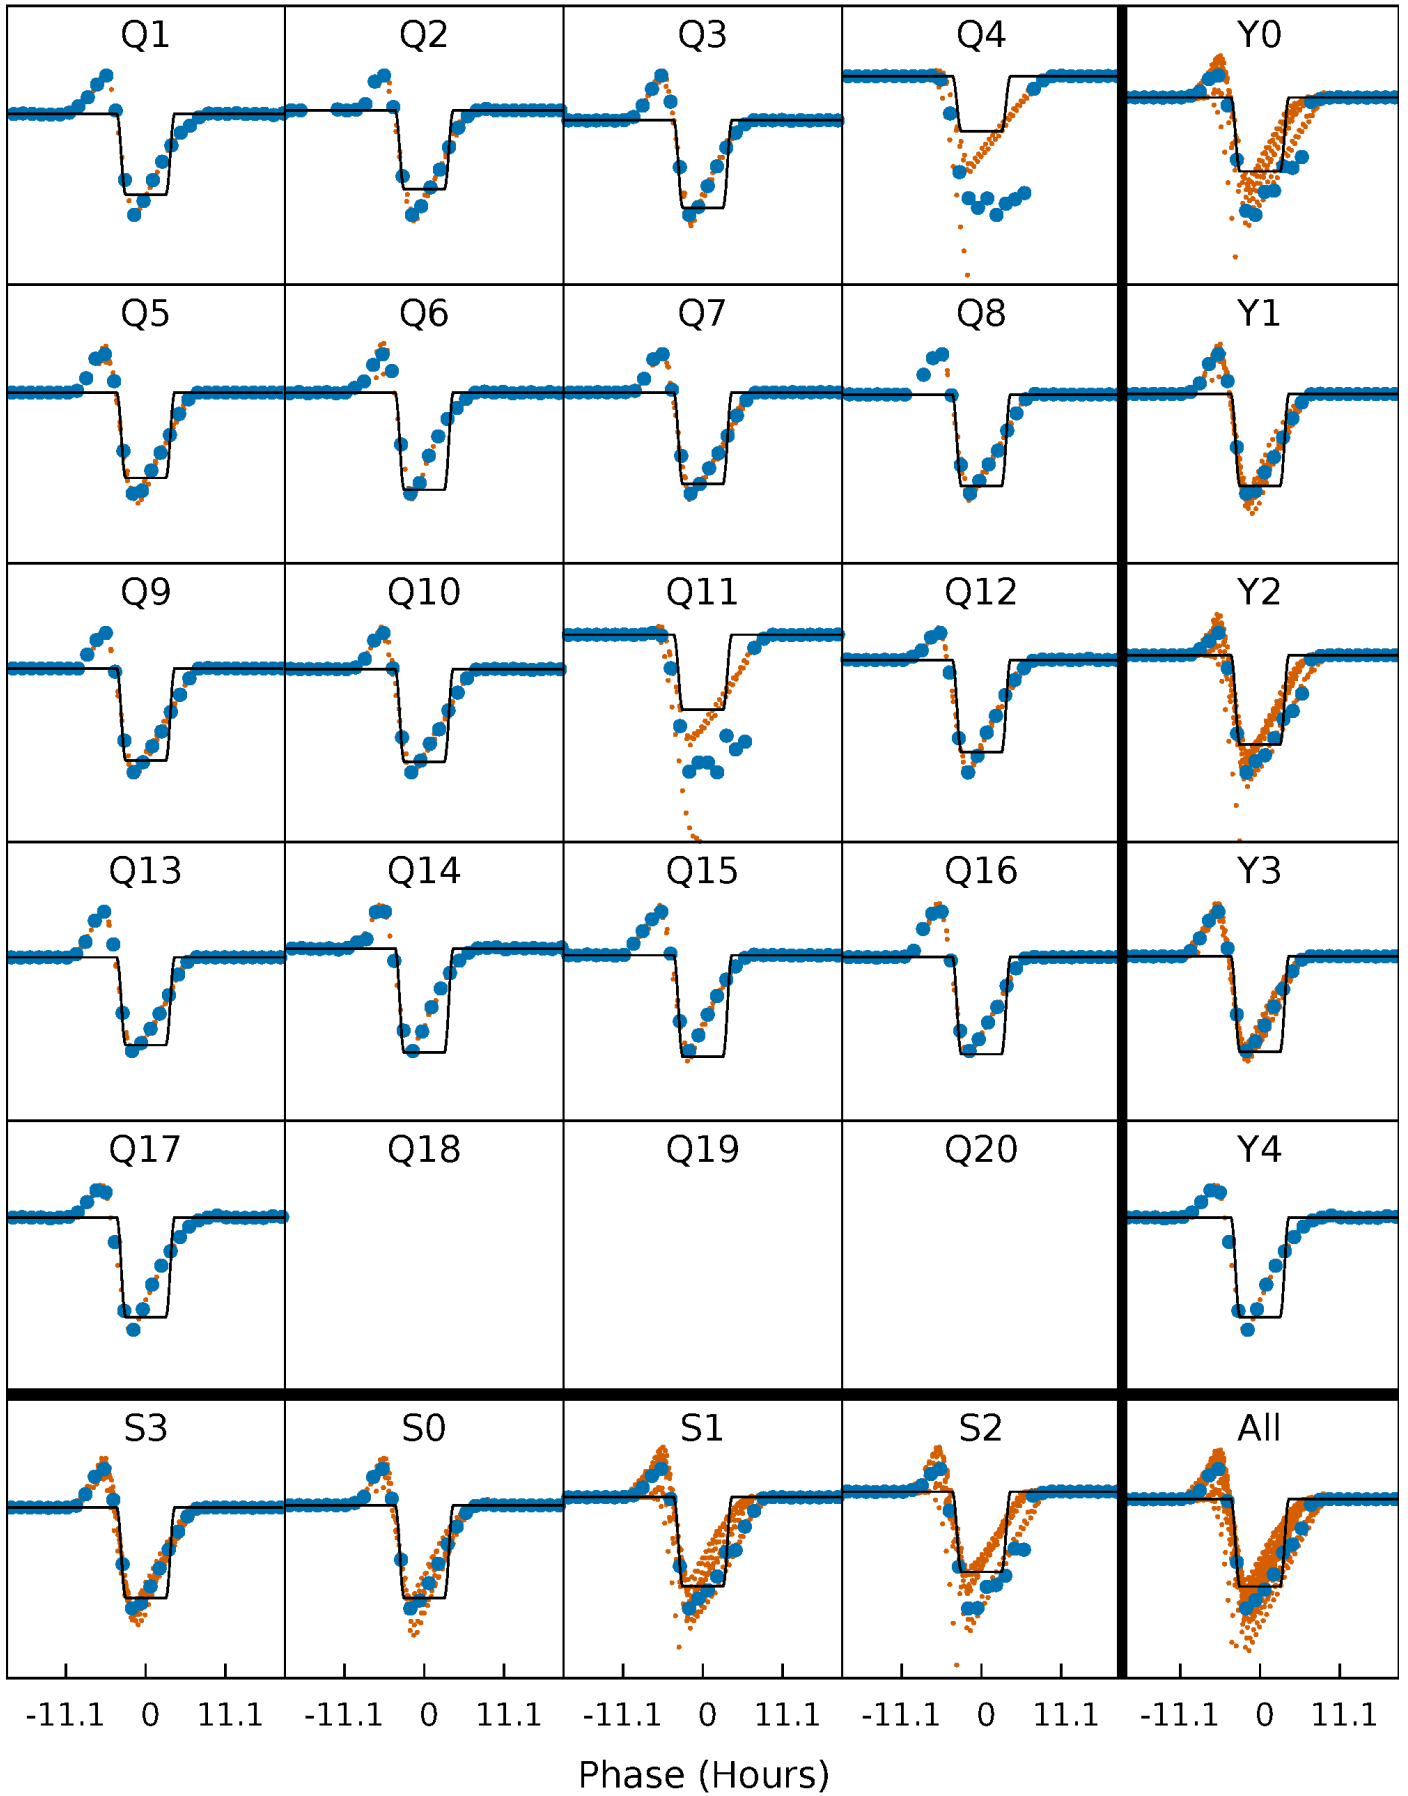 Q1 Q2 Q3 Q4 Y0
Q5 Q6 Q7 Q8 Y1
Q9 Q10 Q11 Q12 Y2
Q13 Q14 Q15 Q16 Y3
Q17 Q18 Q19 Q20 Y4
S3 S0 S1 S2 All
-11.1 0 11.1 -11.1 0 11.1 -11.1 0 11.1 -11.1 0 11.1 -11.1 0 11.1
Phase (Hours)